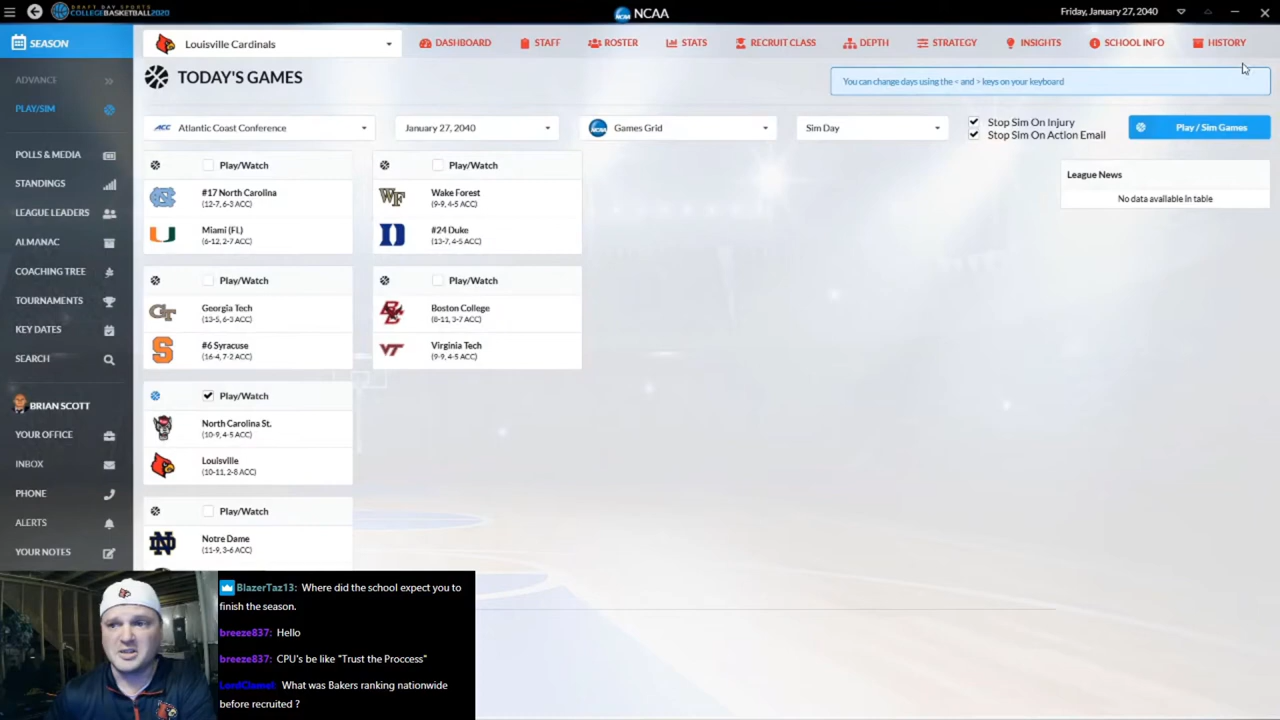 DRAFT DAY SPORTS
COLLEGE BASKETBALL 2020
NCAA
Friday, January 27, 2040
SEASON
Louisville Cardinals
DASHBOARD
STAFF
ROSTER
STATS
RECRUIT CLASS
DEPTH
STRATEGY
INSIGHTS
SCHOOL INFO
HISTORY
ADVANCE
PLAY/SIM
POLLS & MEDIA
STANDINGS
LEAGUE LEADERS
ALMANAC
COACHING TREE
TOURNAMENTS
KEY DATES
SEARCH
BRIAN SCOTT
YOUR OFFICE
INBOX
PHONE
ALERTS
YOUR NOTES
TODAY'S GAMES
You can change days using the < and > keys on your keyboard
ACC Atlantic Coast Conference
January 27, 2040
Games Grid
Sim Day
Stop Sim On Injury
Stop Sim On Action Email
Play / Sim Games
Play/Watch
#17 North Carolina
(12-7, 6-3 ACC)
Miami (FL)
(6-12, 2-7 ACC)
Play/Watch
Wake Forest
(9-9, 4-5 ACC)
#24 Duke
(13-7, 4-5 ACC)
Play/Watch
Georgia Tech
(13-5, 6-3 ACC)
#6 Syracuse
(16-4, 7-2 ACC)
Play/Watch
Boston College
(8-11, 3-7 ACC)
Virginia Tech
(9-9, 4-5 ACC)
Play/Watch
North Carolina St.
(10-9, 4-5 ACC)
Louisville
(10-11, 2-8 ACC)
Play/Watch
Notre Dame
(11-9, 3-6 ACC)
League News
No data available in table
BlazerTaz13: Where did the school expect you to
finish the season.
breeze837: Hello
breeze837: CPU's be like "Trust the Proccess"
What was Bakers ranking nationwide
before recruited ?